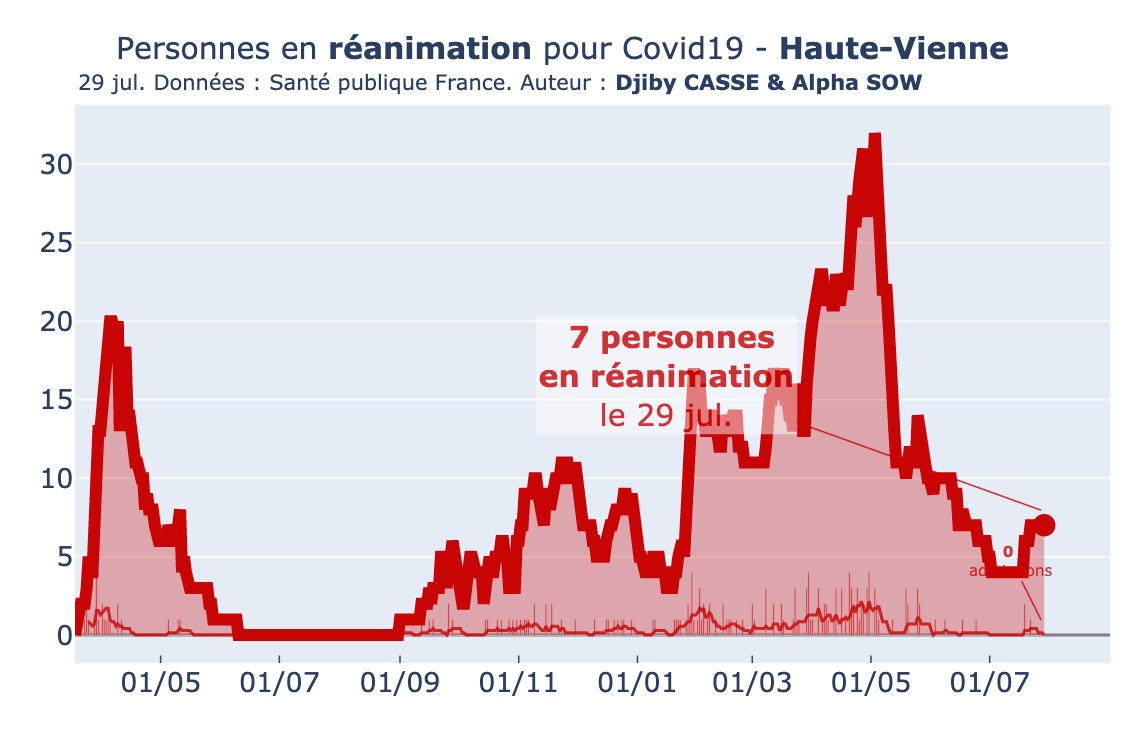 Personnes en réanimation pour Covid19 - Haute-Vienne
29 jul. Données : Santé publique France. Auteur : Djiby CASSE & Alpha SOW
30
25
20
15
10
5
0
7 personnes
en réanimation
le 29 jul.
0
01/05 01/07 01/09 01/11 01/01 01/03 01/05 01/07